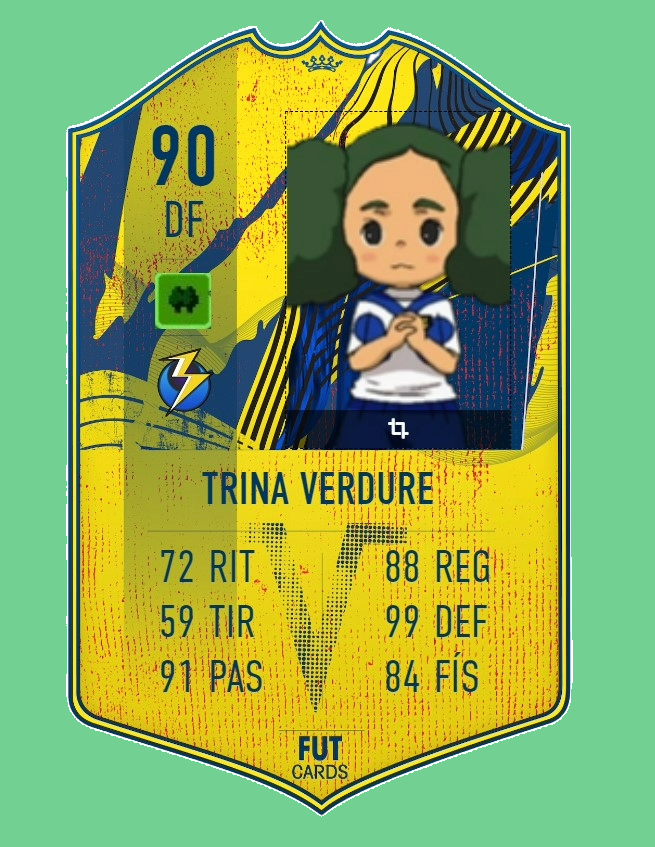 90
DF
TRINA VERDURE
72 RIT
88 REG
59 TIR
99 DEF
91 PAS
84 FÍS
FUT
CARDS